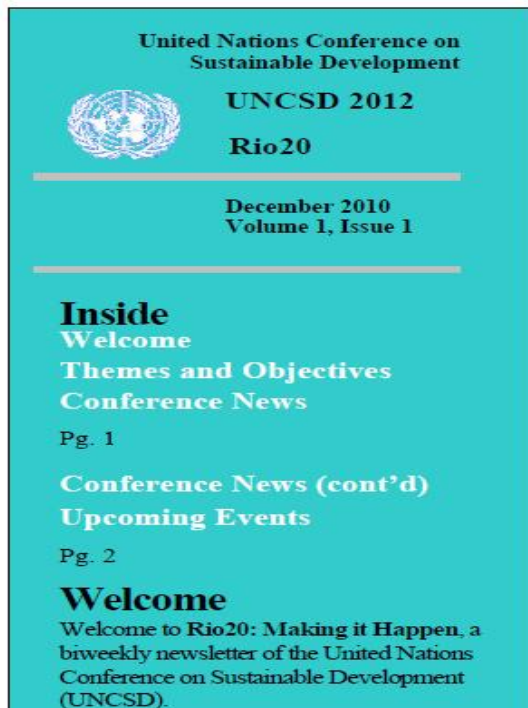 United Nations Conference on
Sustainable Development
UNCSD 2012
Rio20
December 2010
Volume 1, Issue 1
Inside
Welcome
Themes and Objectives
Conference News
Pg. 1
Conference News (cont’d)
Upcoming Events
Pg. 2
Welcome
Welcome to Rio20: Making it Happen, a
biweekly newsletter of the United Nations
Conference on Sustainable Development
(UNCSD).